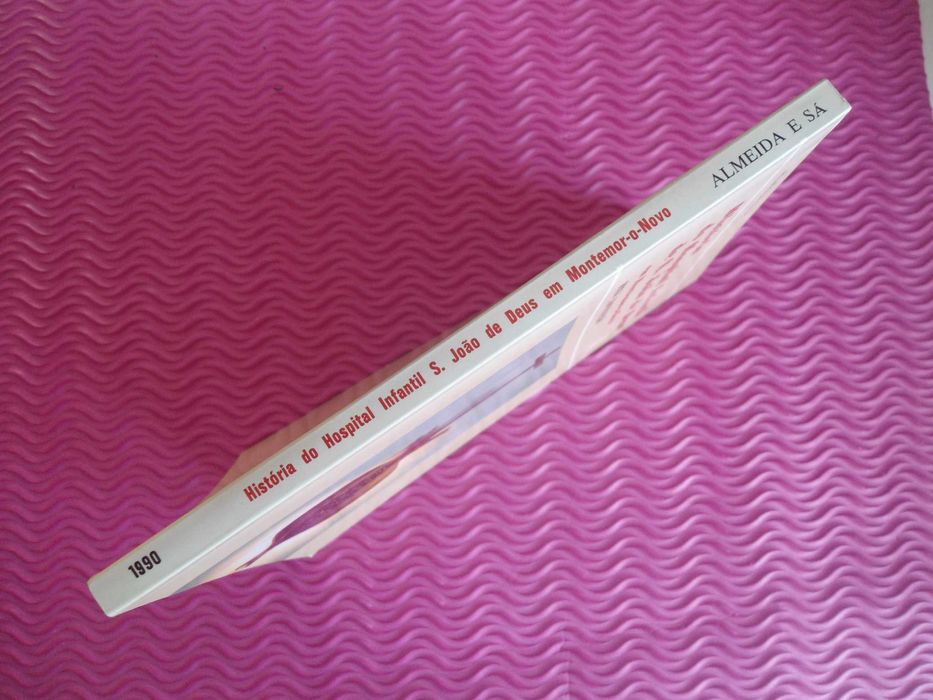 1990
História do Hospital Infantil S. João de Deus em Montemor-o-Novo
ALMEIDA E SÁ